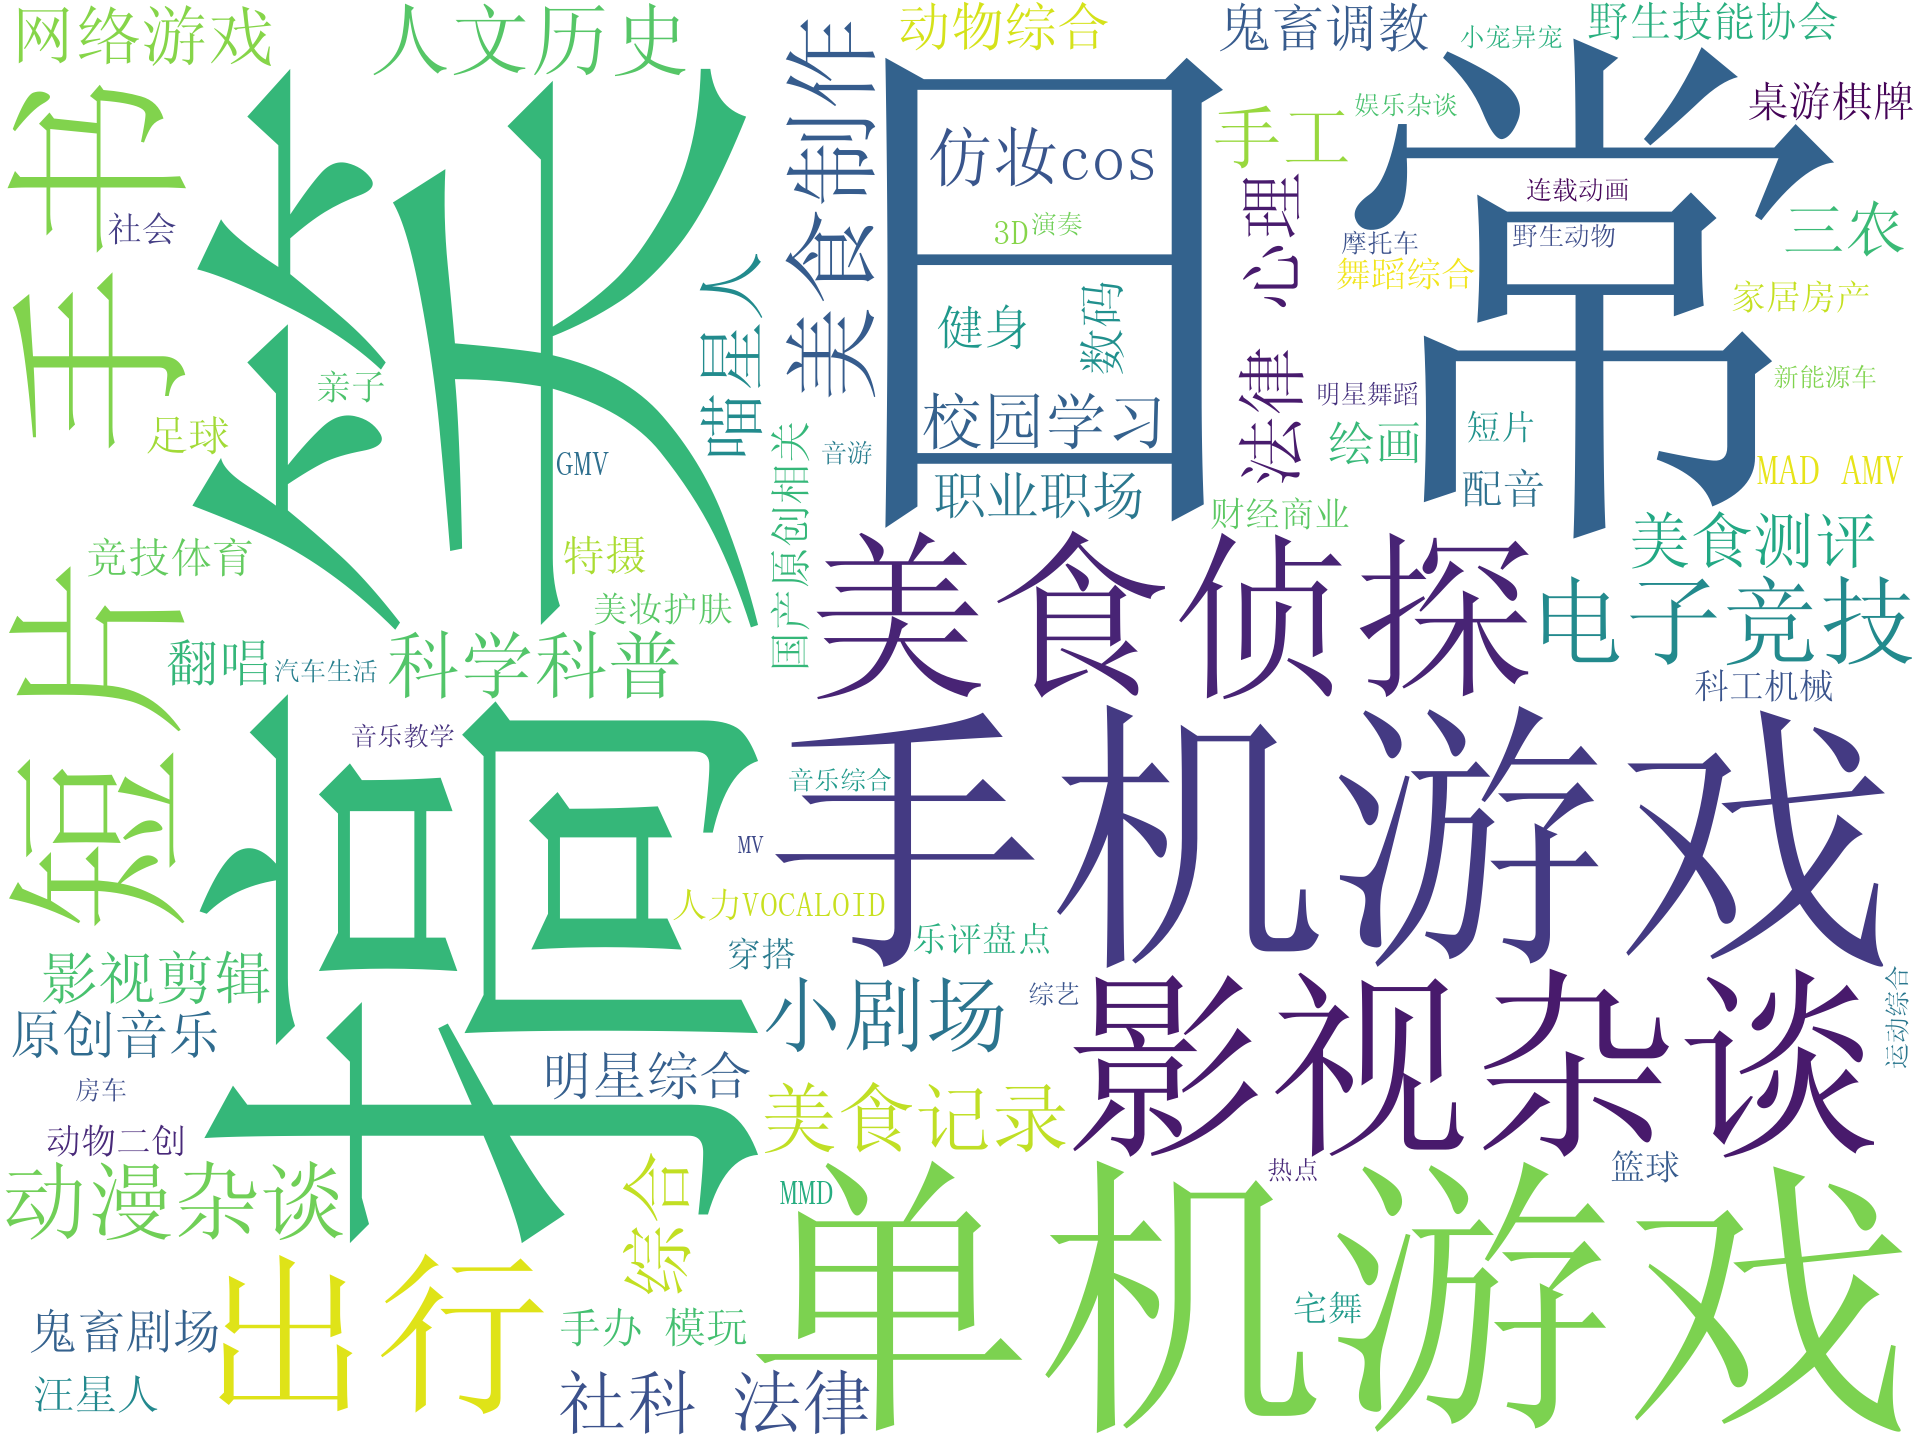 网络游戏
人文历史
动物综合
鬼畜调教
小宠异宠
野生技能协会
搞笑
日常
美食制作
仿妆cos
手工
娱乐杂谈
桌游棋牌
手书
社会
3D
演奏
心理
连载动画
摩托车
野生动物
三农
舞蹈综合
家居房产
喵星人
健身
数码
法律
明星舞蹈
新能源车
亲子
足球
校园学习
绘画
短片
GMV
音游
职业职场
配音
MAD AMV
国产原创相关
财经商业
竞技体育
特摄
美食侦探
美食测评
美妆护肤
电子竞技
短片
翻唱
汽车生活
科学科普
科工机械
音乐教学
手机游戏
音乐综合
MV
人力VOCALOID
穿搭
乐评盘点
影视剪辑
小剧场
综艺
影视杂谈
运动综合
原创音乐
明星综合
房车
美食记录
动物二创
动漫杂谈
综合
MMD
热点
篮球
单机游戏
出行
鬼畜剧场
手办 模玩
宅舞
汪星人
社科 法律